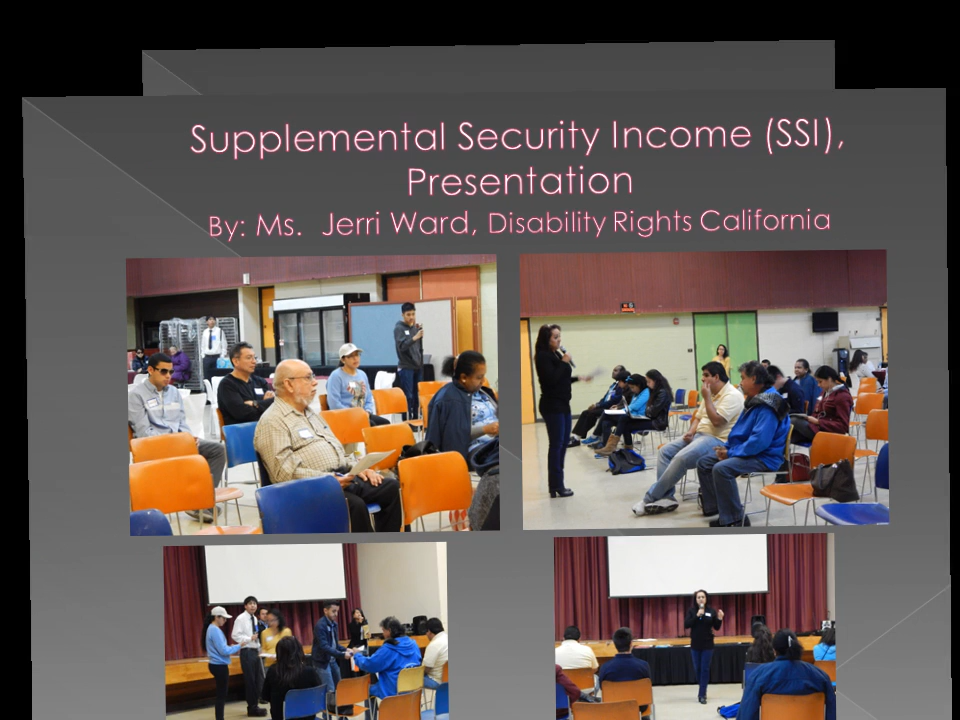 Supplemental Security Income (SSI),
Presentation
By: Ms. Jerri Ward, Disability Rights California